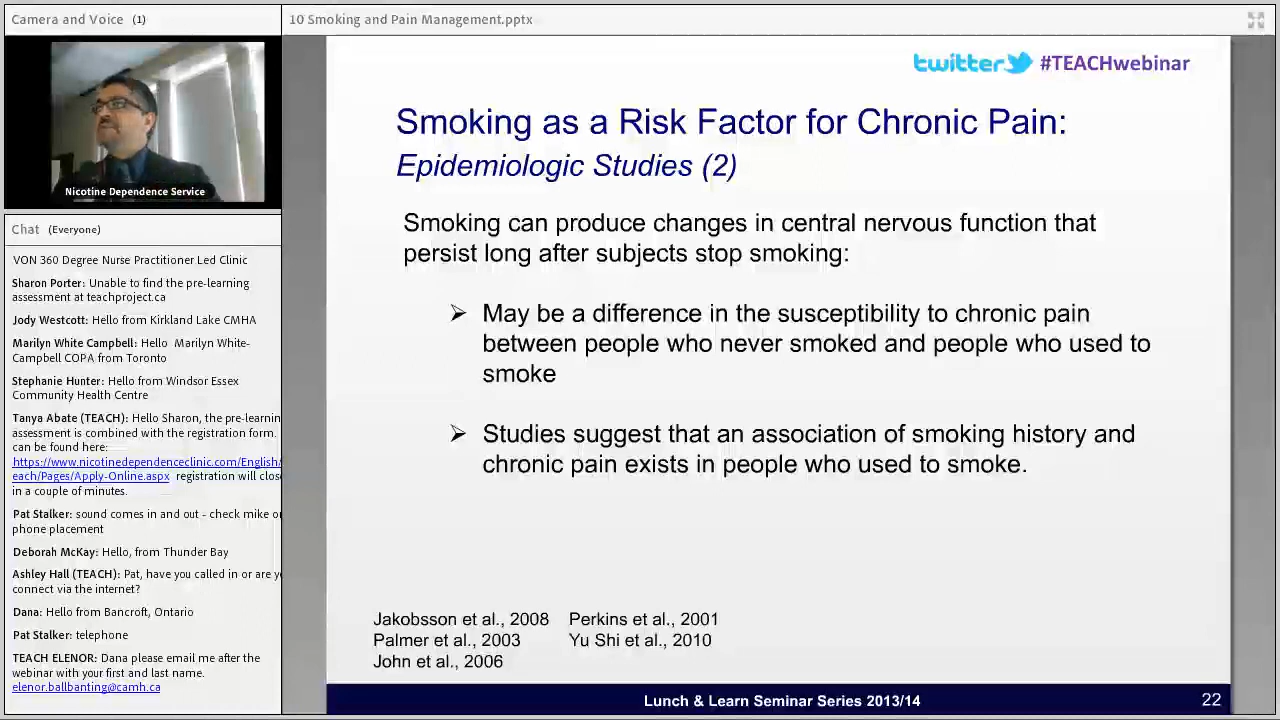 Camera and Voice (1)
10 Smoking and Pain Management.pptx
Nicotine Dependence Service
Chat (Everyone)
VON 360 Degree Nurse Practitioner Led Clinic
Sharon Porter: Unable to find the pre-learning
assessment at teachproject.ca
Jody Westcott: Hello from Kirkland Lake CMHA
Marilyn White Campbell: Hello Marilyn White-
Campbell COPA from Toronto
Stephanie Hunter: Hello from Windsor Essex
Community Health Centre
Tanya Abate (TEACH): Hello Sharon, the pre-learnin
assessment is combined with the registration form.
can be found here:
https://www.nicotinedependenceclinic.com/English/
each/Pages/Apply-Online.aspx registration will clos
in a couple of minutes.
Pat Stalker: sound comes in and out - check mike or
phone placement
Deborah McKay: Hello, from Thunder Bay
Ashley Hall (TEACH): Pat, have you called in or are y
connect via the internet?
Dana: Hello from Bancroft, Ontario
Pat Stalker: telephone
TEACH ELENOR: Dana please email me after the
webinar with your first and last name.
elenor.ballbanting@camh.ca
twitter #TEACHwebinar
Smoking as a Risk Factor for Chronic Pain:
Epidemiologic Studies (2)
Smoking can produce changes in central nervous function that
persist long after subjects stop smoking:
➢ May be a difference in the susceptibility to chronic pain
between people who never smoked and people who used to
smoke
➢ Studies suggest that an association of smoking history and
chronic pain exists in people who used to smoke.
Jakobsson et al., 2008 Perkins et al., 2001
Palmer et al., 2003 Yu Shi et al., 2010
John et al., 2006
Lunch & Learn Seminar Series 2013/14
22